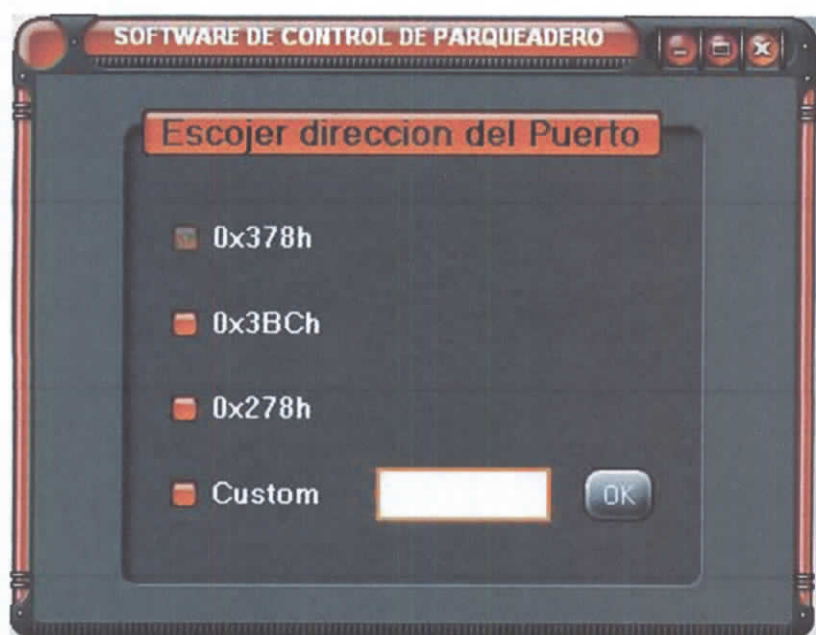 SOFTWARE DE CONTROL DE PARQUEADERO
Escojer direccion del Puerto
0x378h
0x3BCh
0x278h
Custom
OK